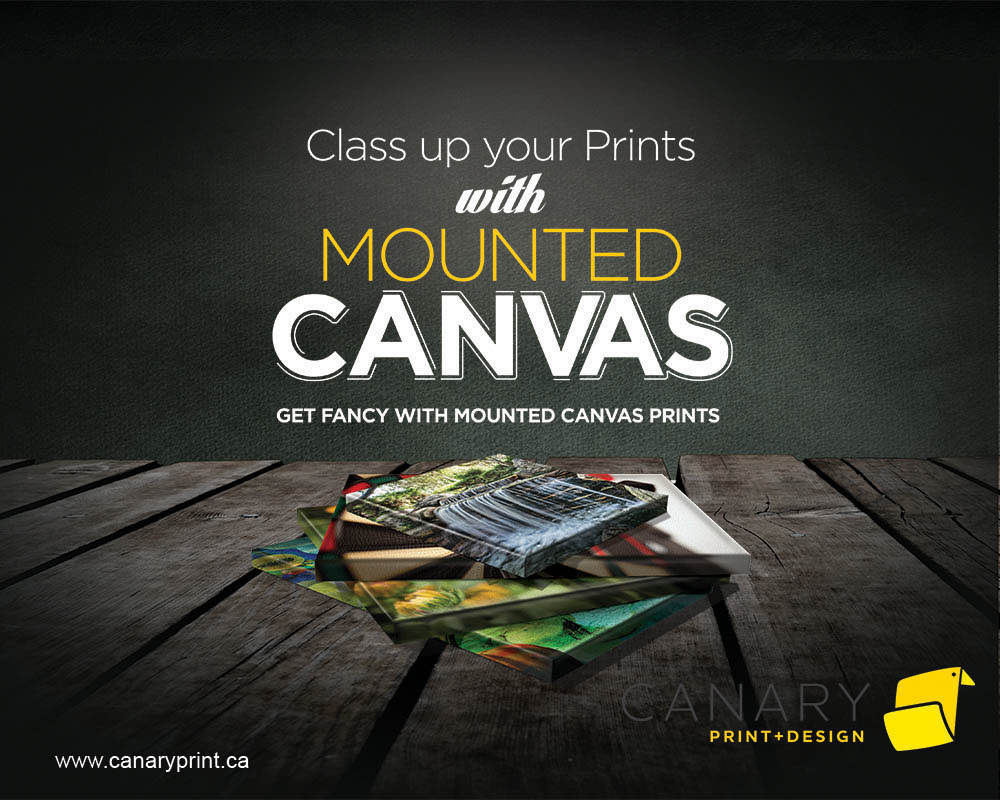 Class up your Prints
with
MOUNTED
CANVAS
GET FANCY WITH MOUNTED CANVAS PRINTS
CANARY
PRINT+DESIGN
www.canaryprint.ca